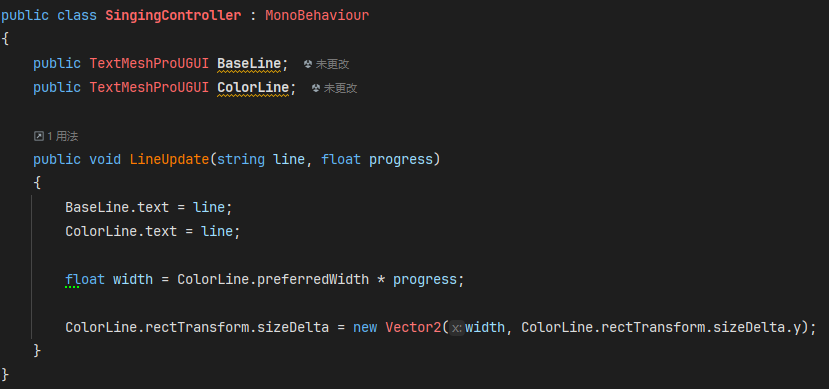 public class SingingController : MonoBehaviour
{
    public TextMeshProUGUI BaseLine; 未更改
    public TextMeshProUGUI ColorLine; 未更改

    1 用法
    public void LineUpdate(string line, float progress)
    {
        BaseLine.text = line;
        ColorLine.text = line;

        float width = ColorLine.preferredWidth * progress;

        ColorLine.rectTransform.sizeDelta = new Vector2(x:width, ColorLine.rectTransform.sizeDelta.y);
    }
}